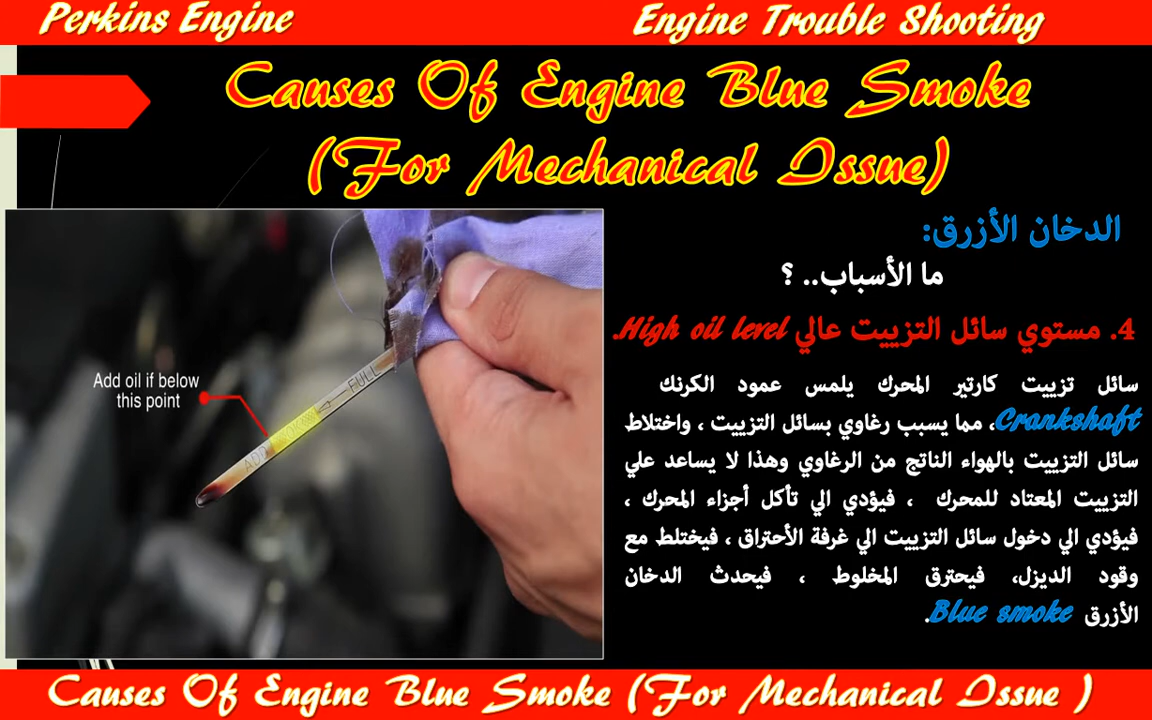 Perkins Engine
Engine Trouble Shooting
Causes Of Engine Blue Smoke
(For Mechanical Issue)
الدخان الأزرق:
ما الأسباب.. ؟
4. مستوي سائل التزييت عالي High oil level.
سائل تزييت كارتير المحرك يلمس عمود الكرنك
Crankshaft، مما يسبب رغاوي بسائل التزييت ، واختلاط
سائل التزييت بالهواء الناتج من الرغاوي وهذا لا يساعد علي
التزييت المعتاد للمحرك ، فيؤدي الي تأكل أجزاء المحرك ،
فيؤدي الي دخول سائل التزييت الي غرفة الأحتراق ، فيختلط مع
وقود الديزل، فيحترق المخلوط ، فيحدث الدخان
الأزرق Blue smoke.
Add oil if below
this point
FULL
ADD
Causes Of Engine Blue Smoke (For Mechanical Issue )